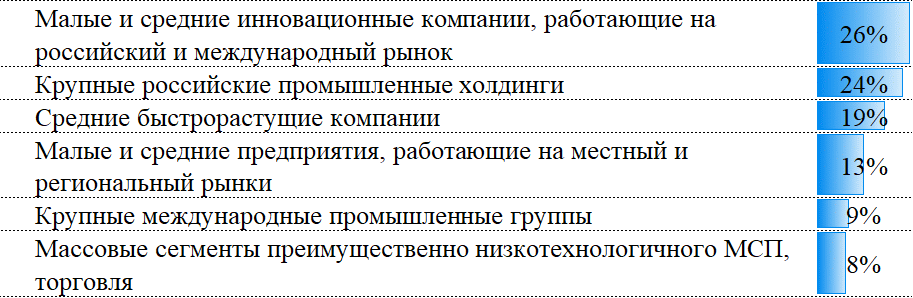 Малые и средние инновационные компании, работающие на
российский и международный рынок
26%
Крупные российские промышленные холдинги
24%
Средние быстрорастущие компании
19%
Малые и средние предприятия, работающие на местный и
региональный рынки
13%
Крупные международные промышленные группы
9%
Массовые сегменты преимущественно низкотехнологичного МСП,
торговля
8%